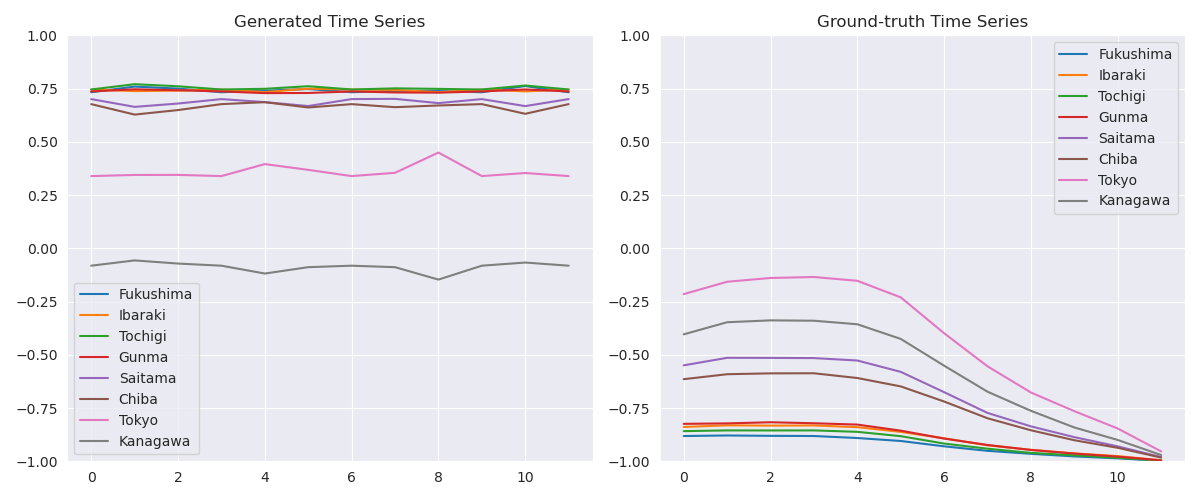 Generated Time Series
1.00
0.75
0.50
0.25
0.00
−0.25
−0.50
−0.75
−1.00
Fukushima
Ibaraki
Tochigi
Gunma
Saitama
Chiba
Tokyo
Kanagawa
0 2 4 6 8 10
Ground-truth Time Series
1.00
0.75
0.50
0.25
0.00
−0.25
−0.50
−0.75
−1.00
Fukushima
Ibaraki
Tochigi
Gunma
Saitama
Chiba
Tokyo
Kanagawa
0 2 4 6 8 10